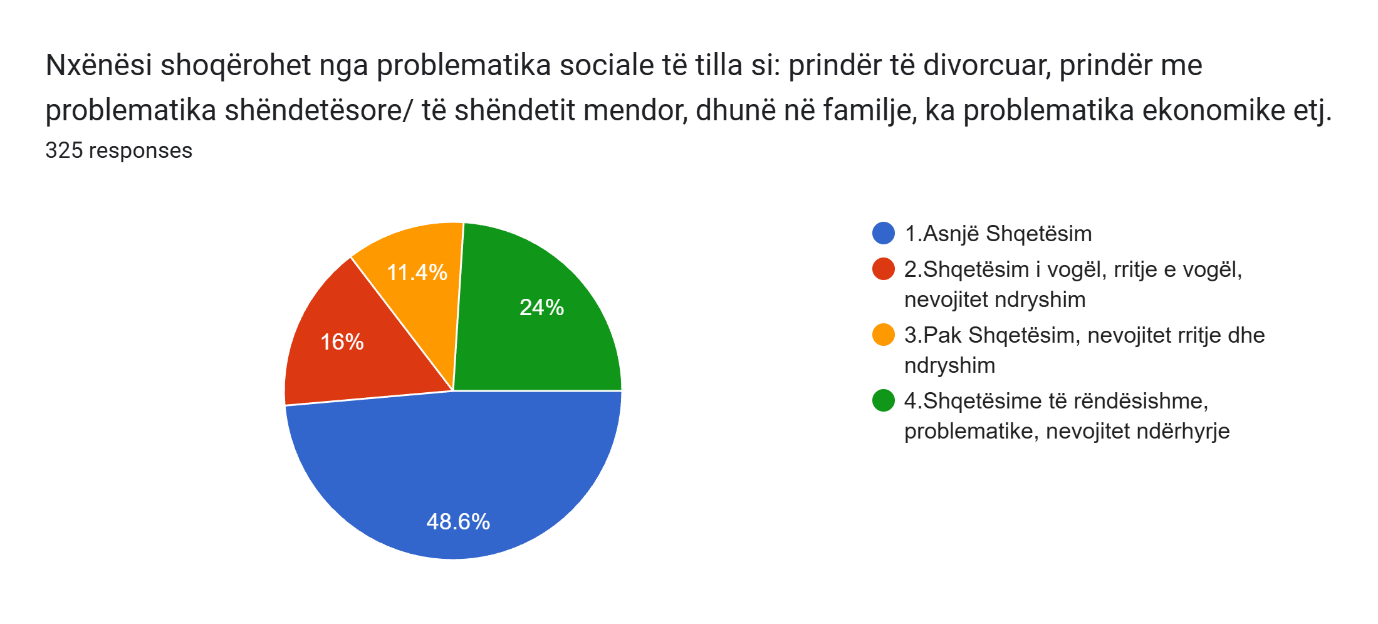 Nxënësi shoqërohet nga problematika sociale të tilla si: prindër të divorcuar, prindër me
problematika shëndetësore/ të shëndetit mendor, dhunë në familje, ka problematika ekonomike etj.
325 responses
11.4%
24%
16%
48.6%
1.Asnjë Shqetësim
2.Shqetësim i vogël, rritje e vogël,
nevojitet ndryshim
3.Pak Shqetësim, nevojitet rritje dhe
ndryshim
4.Shqetësime të rëndësishme,
problematike, nevojitet ndërhyrje